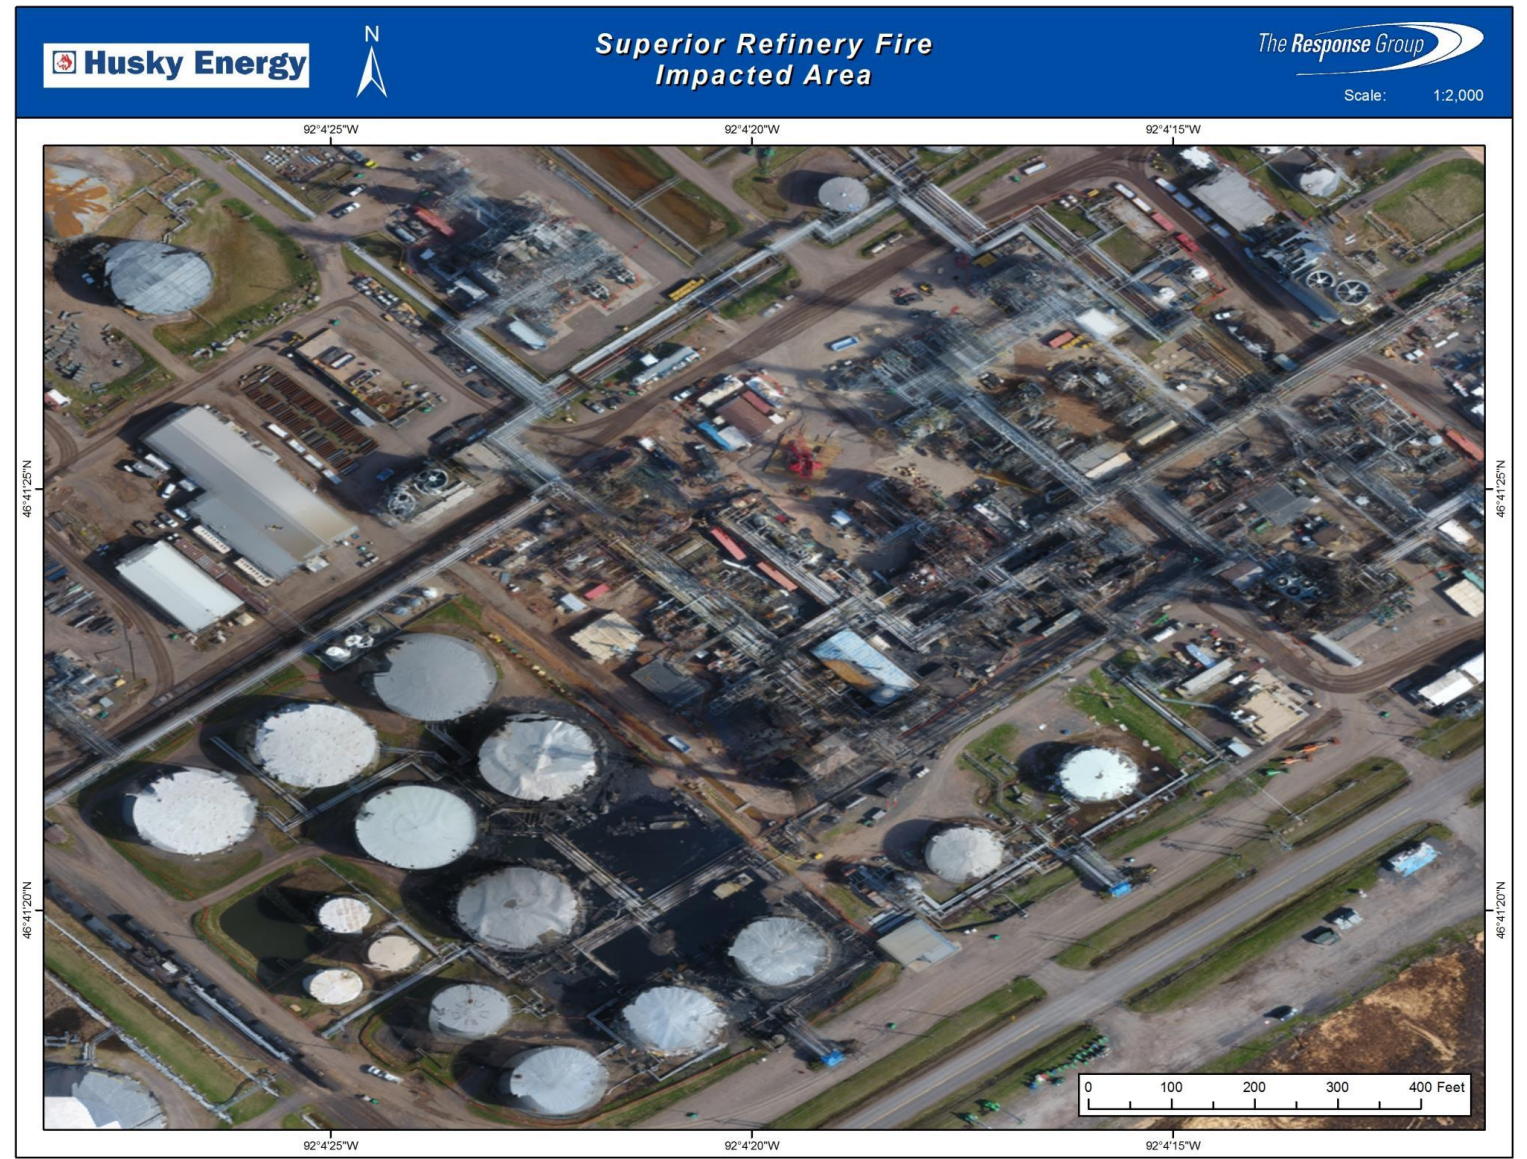 Husky Energy
N
Superior Refinery Fire
Impacted Area
The Response Group
Scale: 1:2,000
92°4'25"W 92°4'20"W 92°4'15"W
46°41'25"N 46°41'25"N
46°41'20"N 46°41'20"N
0 100 200 300 400 Feet
92°4'25"W 92°4'20"W 92°4'15"W